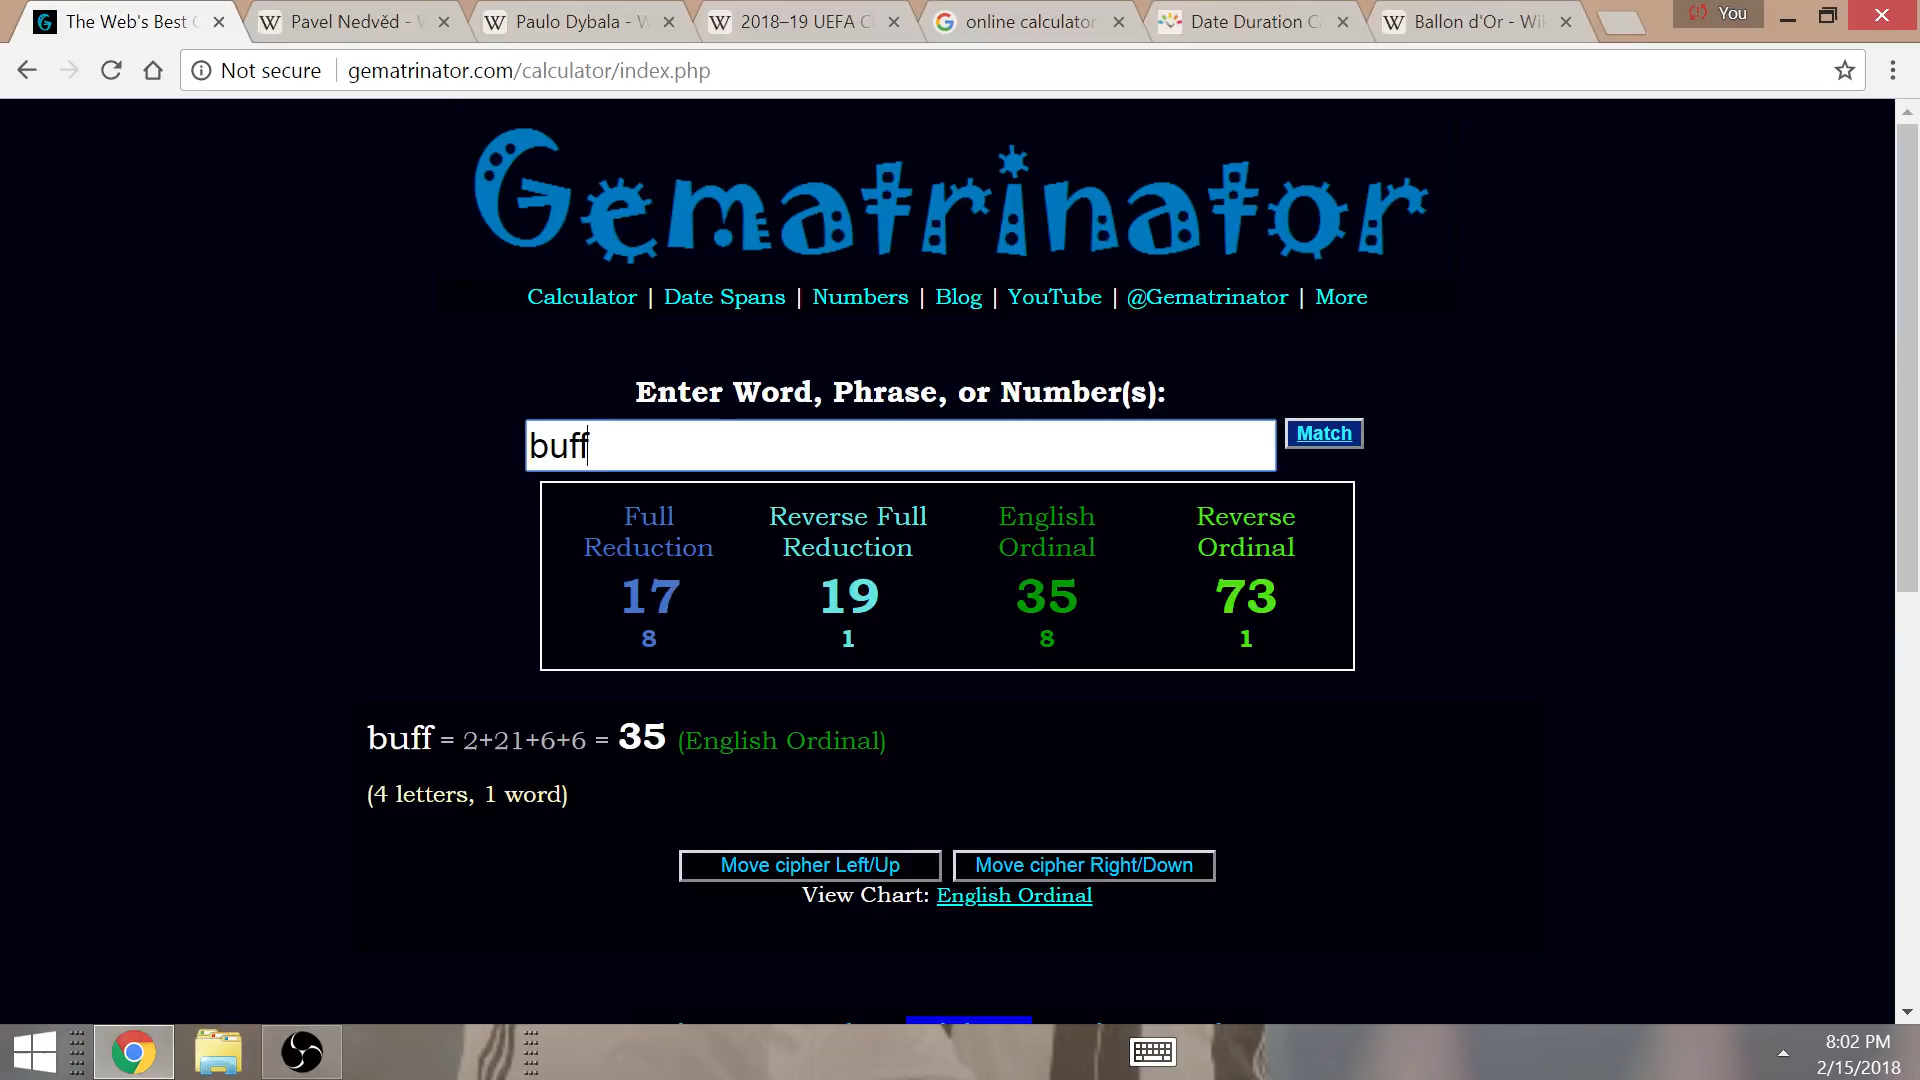 The Web's Best
Pavel Nedvěd -
Paulo Dybala - W
2018–19 UEFA C
online calculator
Date Duration C
Ballon d'Or - Wik
You
Not secure gematrinator.com/calculator/index.php
Gematrinator
Calculator | Date Spans | Numbers | Blog | YouTube | @Gematrinator | More
Enter Word, Phrase, or Number(s):
buff
Match
Full Reduction
17
8
Reverse Full Reduction
19
1
English Ordinal
35
8
Reverse Ordinal
73
1
buff = 2+21+6+6 = 35 (English Ordinal)
(4 letters, 1 word)
Move cipher Left/Up
Move cipher Right/Down
View Chart: English Ordinal
8:02 PM
2/15/2018